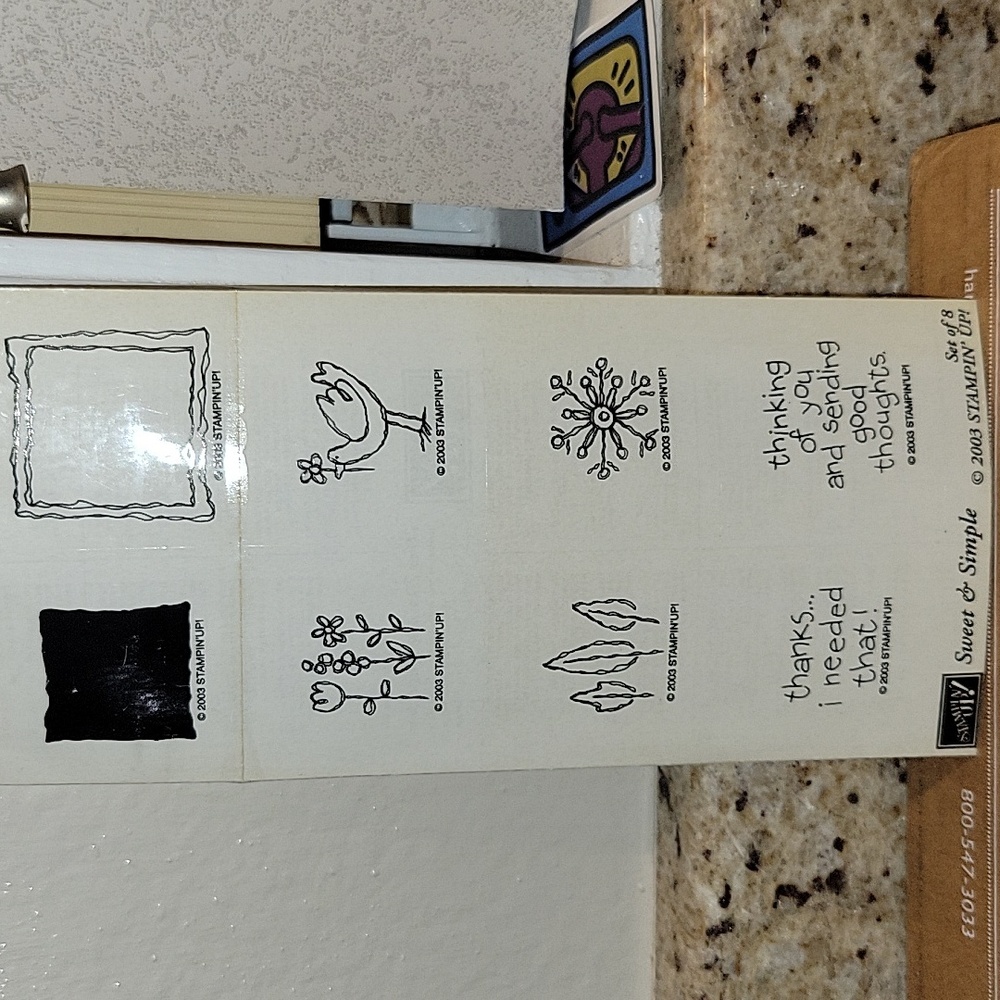 © 2003 STAMPIN'UP!
© 2003 STAMPIN'UP!
© 2003 STAMPIN'UP!
© 2003 STAMPIN'UP!
© 2003 STAMPIN'UP!
© 2003 STAMPIN'UP!
thanks...
i needed
that!
© 2003 STAMPIN'UP!
thinking
of you
and sending
good
thoughts.
© 2003 STAMPIN'UP!
STAMPIN' UP!
Sweet & Simple
Set of 8
© 2003 STAMPIN' UP!
800-547-3033